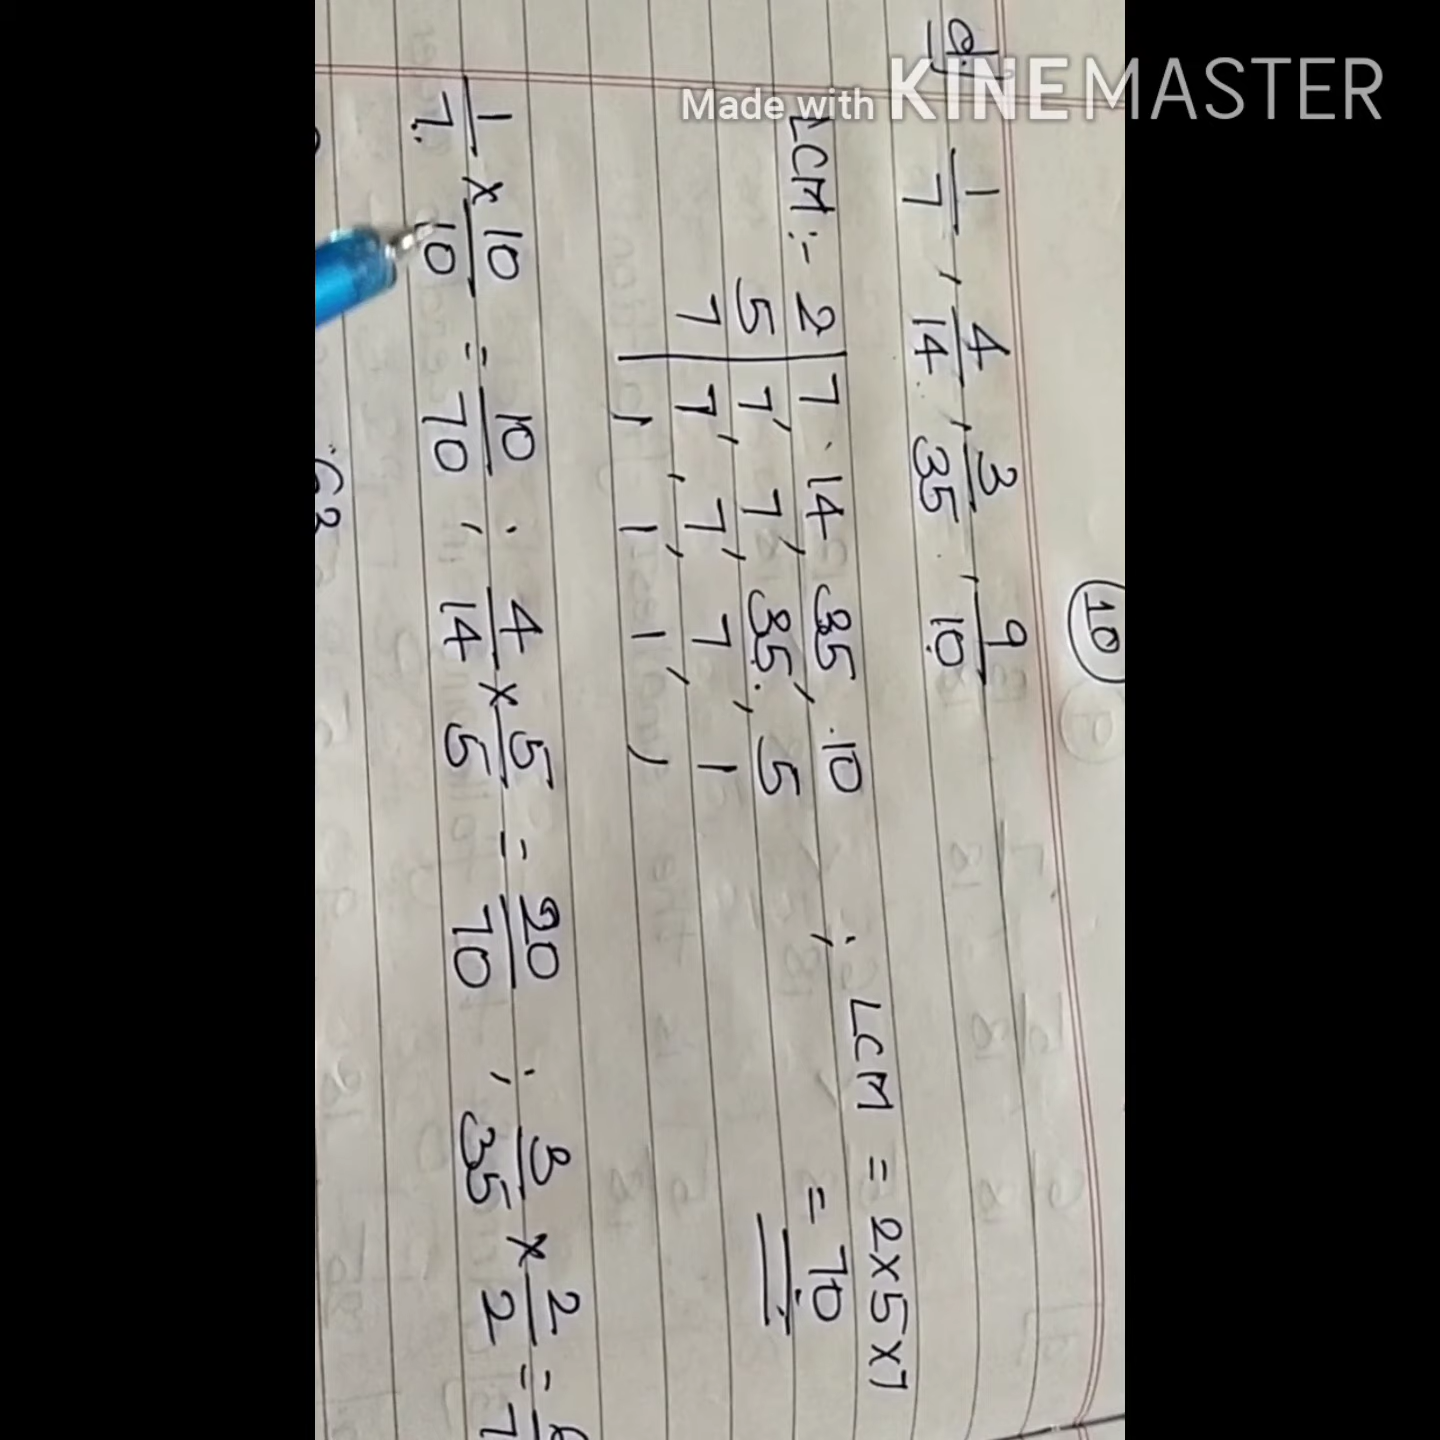 Made with KINEMASTER
10
d) 1/7, 4/14, 3/35, 9/10
LCM:- 2 | 7, 14, 35, 10 ; LCM = 2×5×7
5 | 7, 7, 35, 5 = 70
7 | 7, 7, 7, 1
1, 1, 1, 1
1/7 × 10/10 = 10/70 ; 4/14 × 5/5 = 20/70 ; 3/35 × 2/2 =
63